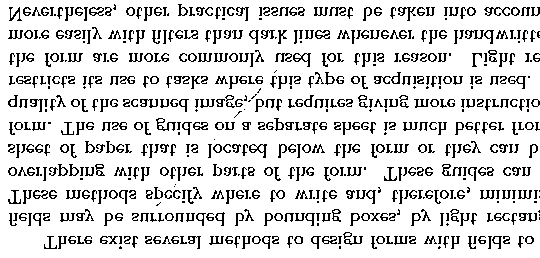 There exist several methods to design forms with fields to
fields may be surrounded by bounding boxes, by light rectang
These methods specify where to write and, therefore, minimi
overlapping with other parts of the form. These guides can
sheet of paper that is located below the form or they can b
form. The use of guides on a separate sheet is much better from
quality of the scanned image, but requires giving more instructio
restricts its use to tasks where this type of acquisition is used.
the form are more commonly used for this reason. Light re
more easily with filters than dark lines whenever the handwritte
Nevertheless, other practical issues must be taken into accoun